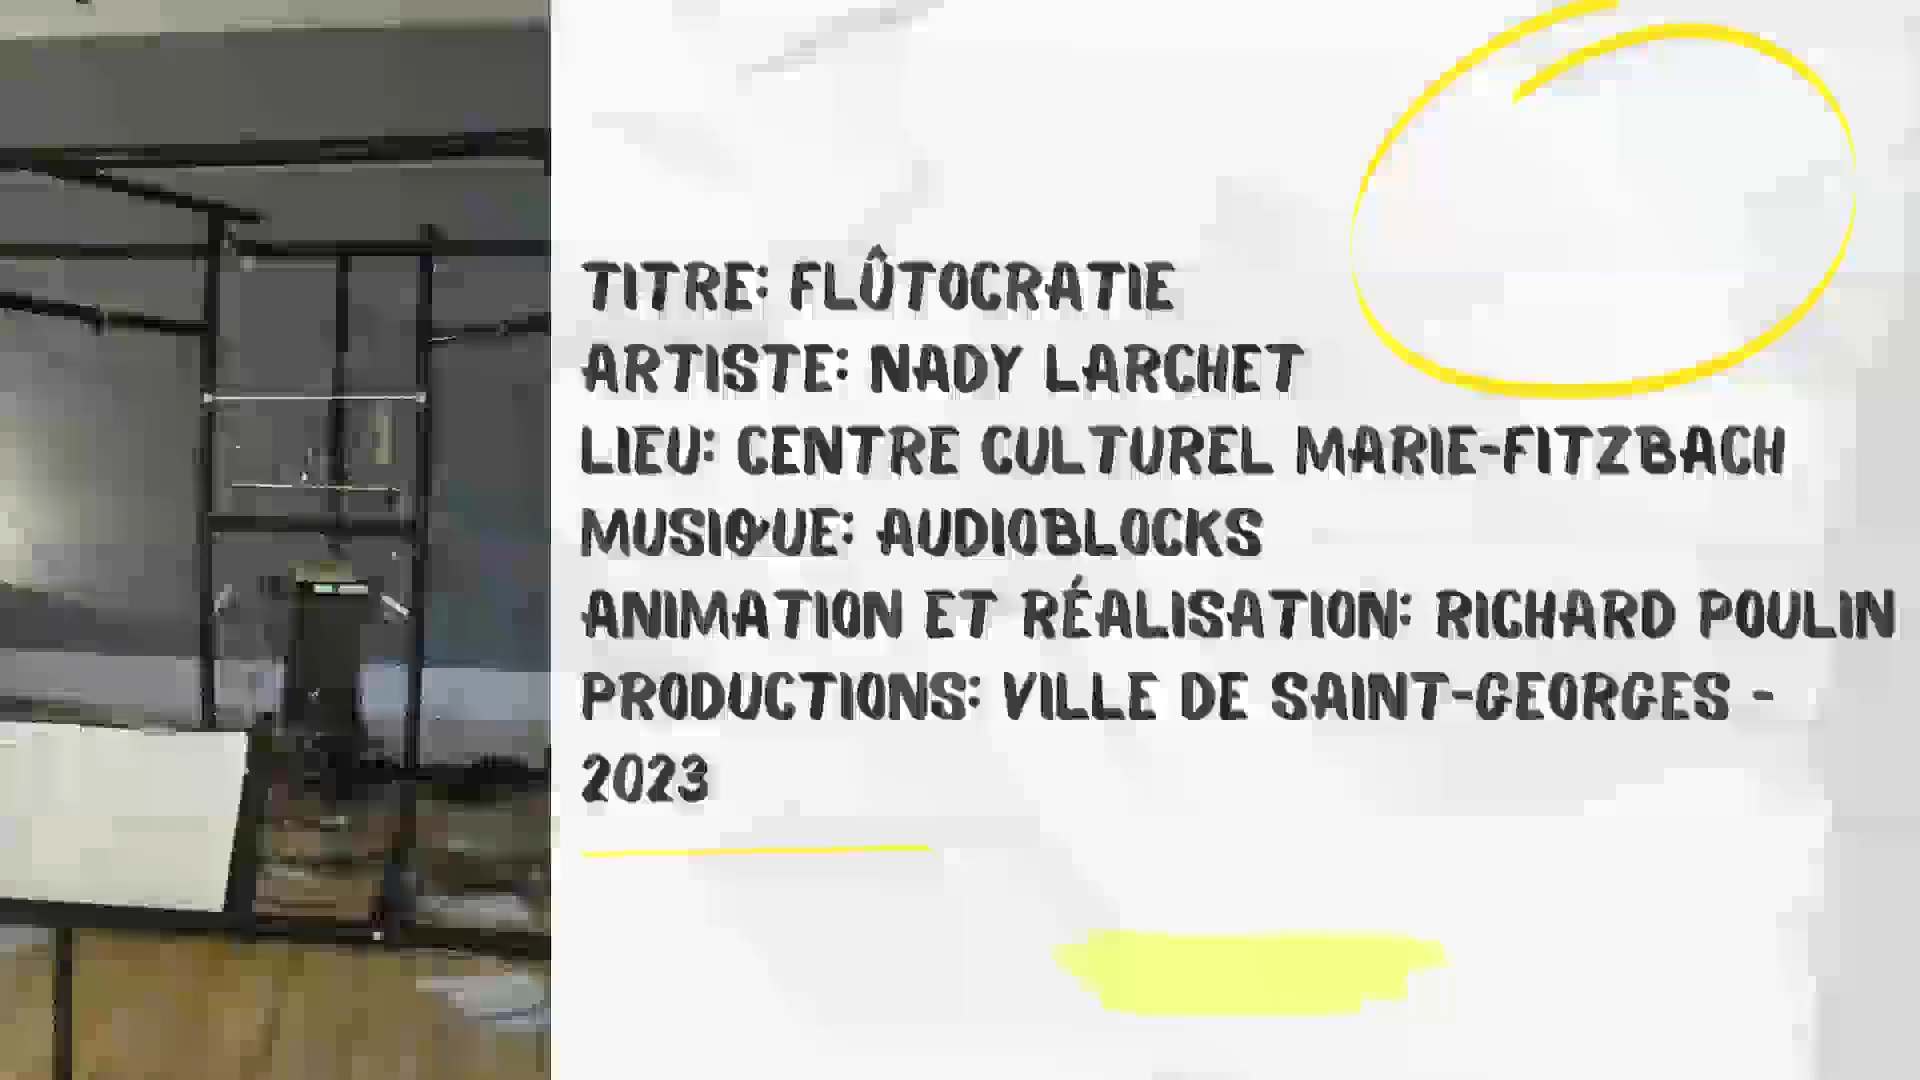 TITRE: FLÛTOCRATIE
ARTISTE: NADY LARCHET
LIEU: CENTRE CULTUREL MARIE-FITZBACH
MUSIQUE: AUDIOBLOCKS
ANIMATION ET RÉALISATION: RICHARD POULIN
PRODUCTIONS: VILLE DE SAINT-GEORGES -
2023